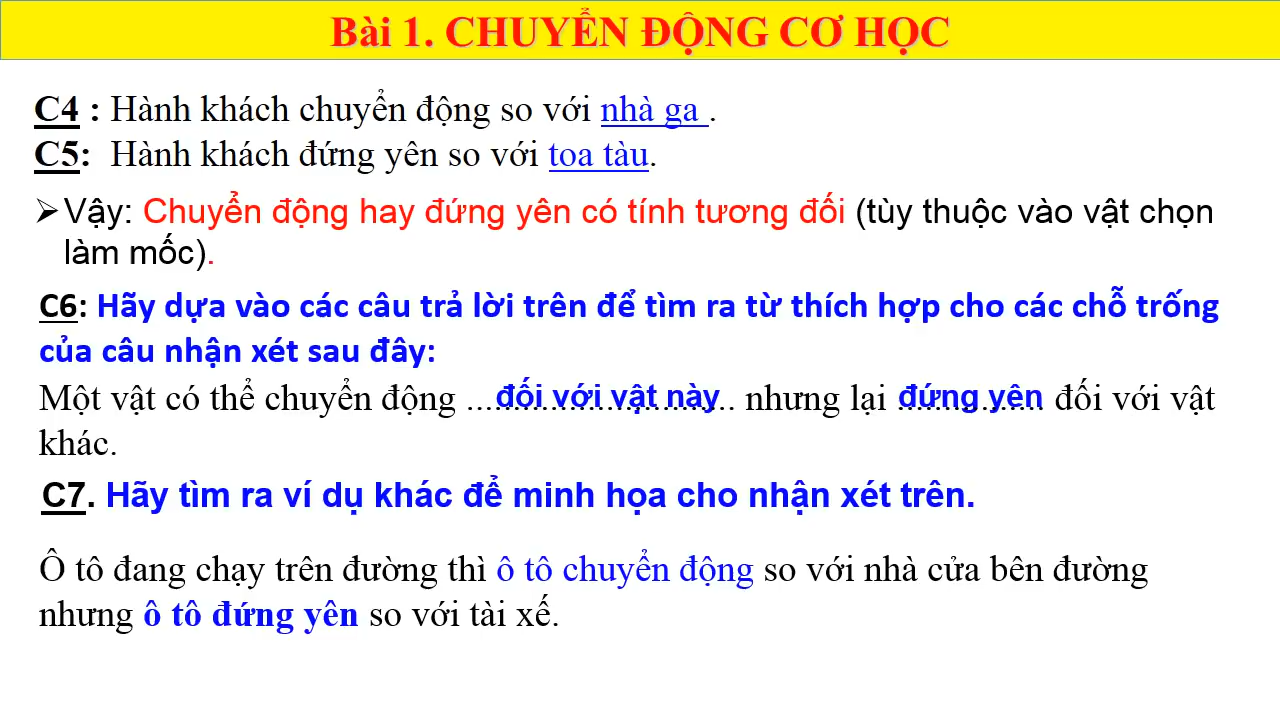 Bài 1. CHUYỂN ĐỘNG CƠ HỌC
C4 : Hành khách chuyển động so với nhà ga .
C5: Hành khách đứng yên so với toa tàu.
➢Vậy: Chuyển động hay đứng yên có tính tương đối (tùy thuộc vào vật chọn
làm mốc).
C6: Hãy dựa vào các câu trả lời trên để tìm ra từ thích hợp cho các chỗ trống
của câu nhận xét sau đây:
Một vật có thể chuyển động ...đối với vật này.. nhưng lại đứng yên đối với vật
khác.
C7. Hãy tìm ra ví dụ khác để minh họa cho nhận xét trên.
Ô tô đang chạy trên đường thì ô tô chuyển động so với nhà cửa bên đường
nhưng ô tô đứng yên so với tài xế.